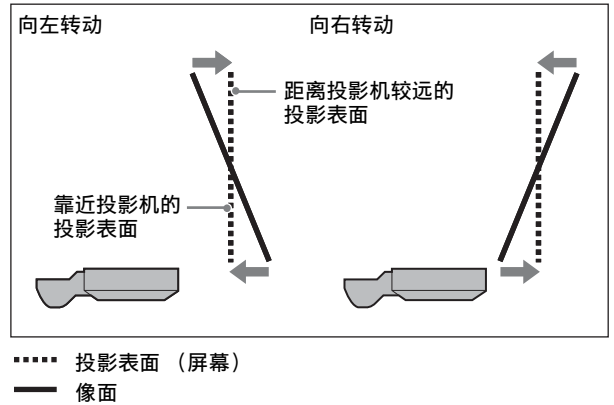 向左转动
向右转动
距离投影机较远的
投影表面
靠近投影机的
投影表面
投影表面 （屏幕）
像面